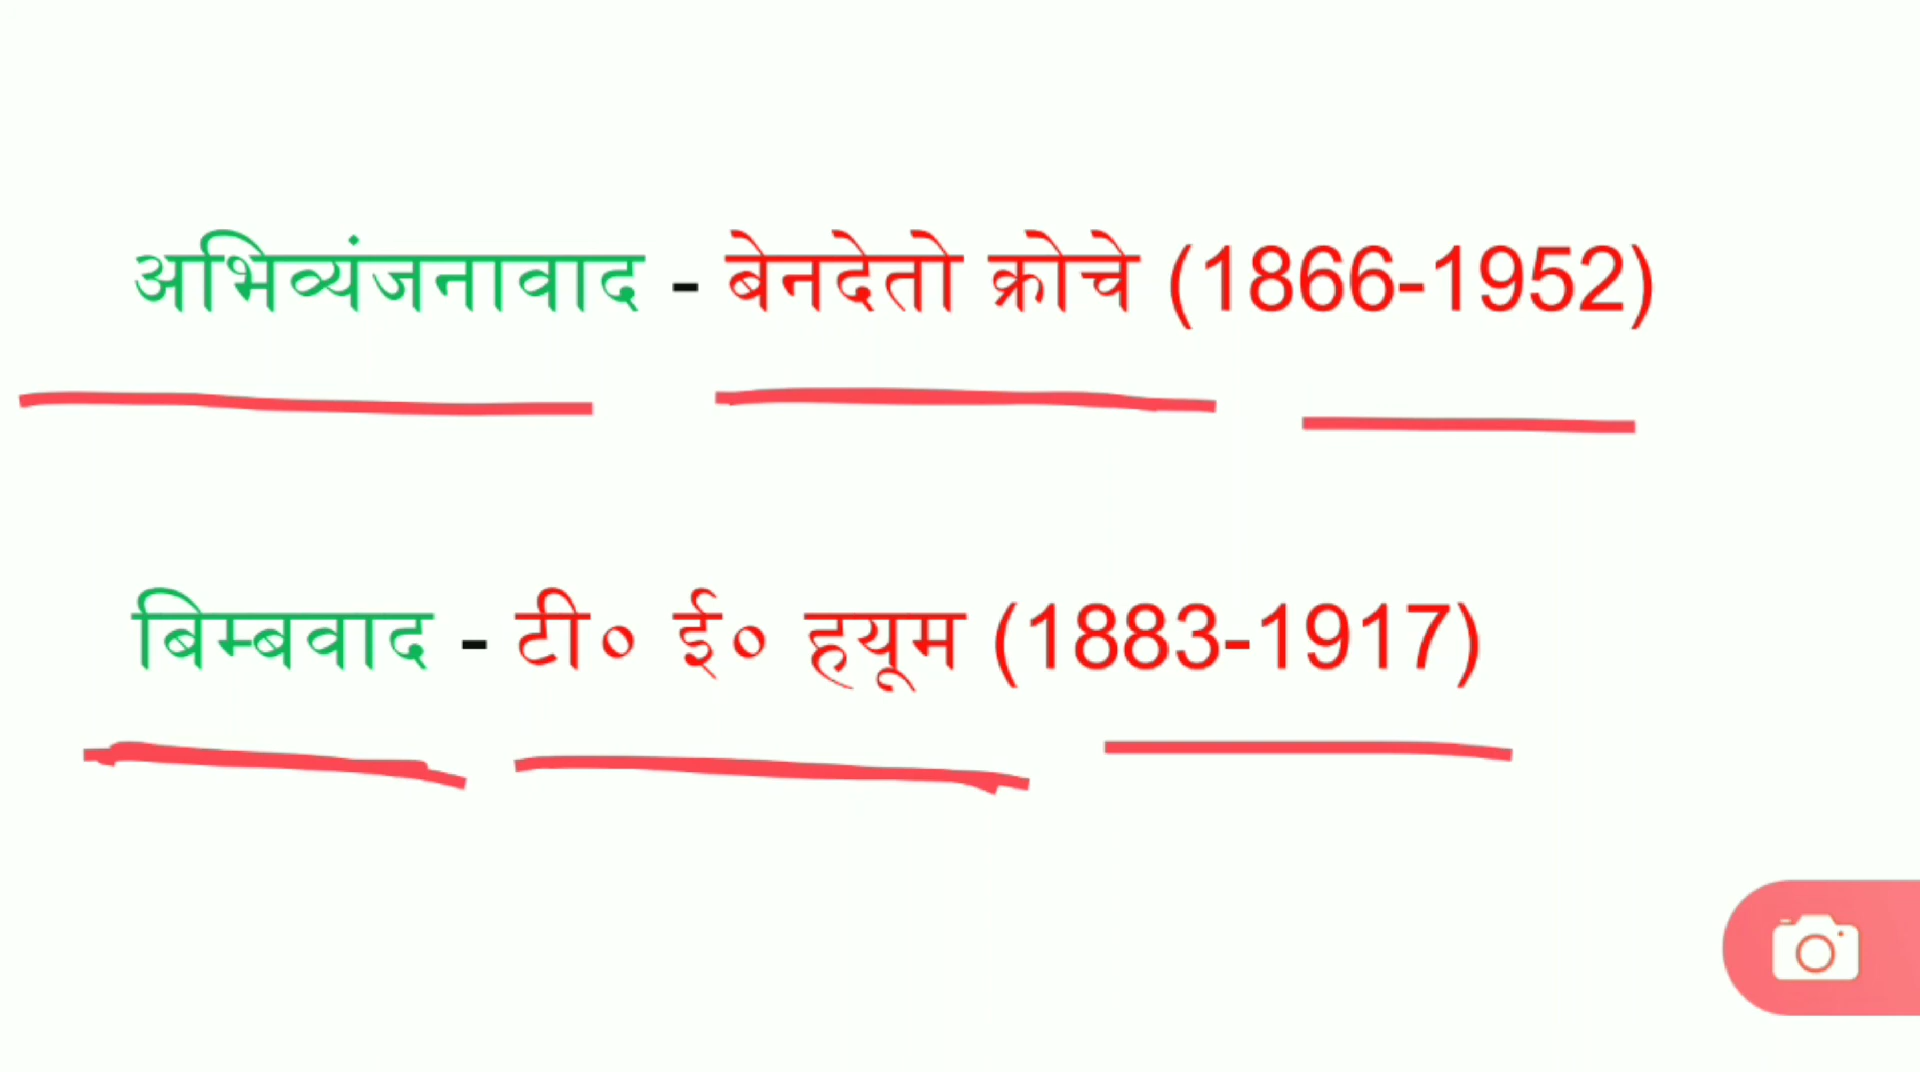 अभिव्यंजनावाद - बेनदेतो क्रोचे (1866-1952)
बिम्बवाद - टी० ई० हयूम (1883-1917)